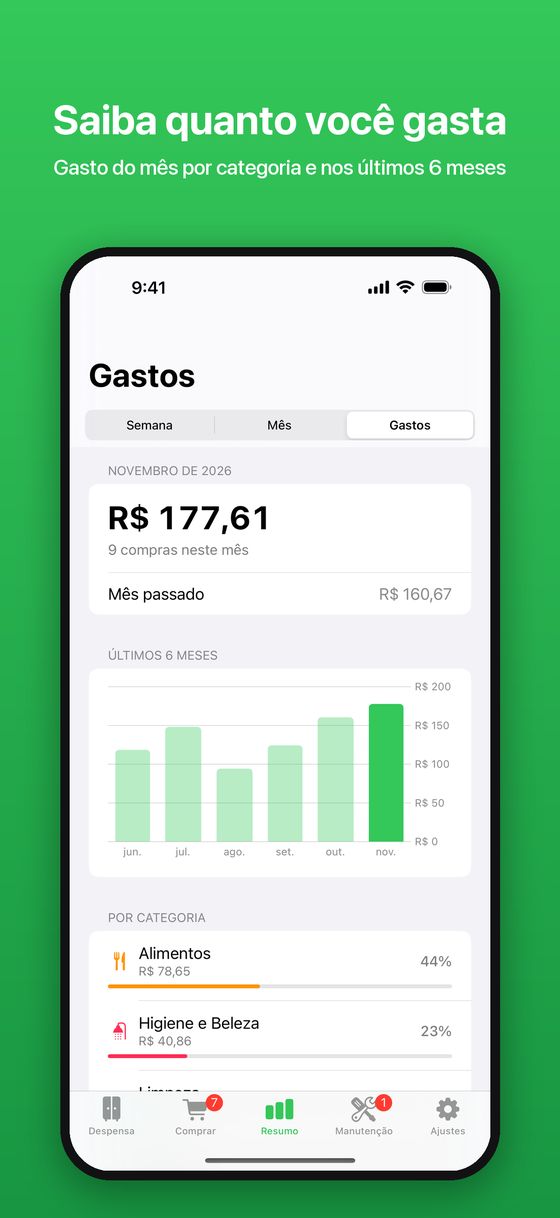 Saiba quanto você gasta
Gasto do mês por categoria e nos últimos 6 meses
9:41
Gastos
Semana
Mês
Gastos
NOVEMBRO DE 2026
R$ 177,61
9 compras neste mês
Mês passado
R$ 160,67
ÚLTIMOS 6 MESES
R$ 200
R$ 150
R$ 100
R$ 50
R$ 0
jun.
jul.
ago.
set.
out.
nov.
POR CATEGORIA
Alimentos
R$ 78,65
44%
Higiene e Beleza
R$ 40,86
23%
7
1
Despensa
Comprar
Resumo
Manutenção
Ajustes